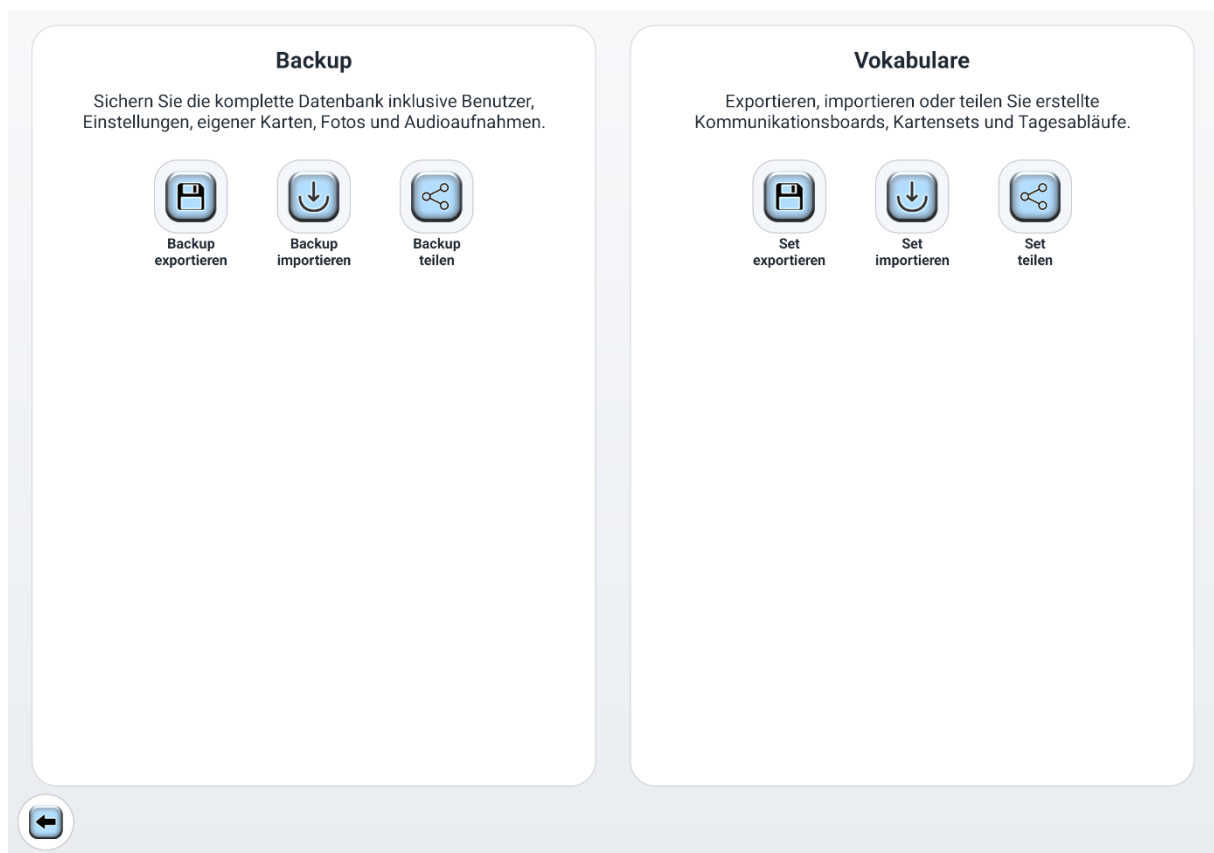 Backup
Sichern Sie die komplette Datenbank inklusive Benutzer,
Einstellungen, eigener Karten, Fotos und Audioaufnahmen.
Backup
exportieren
Backup
importieren
Backup
teilen
Vokabulare
Exportieren, importieren oder teilen Sie erstellte
Kommunikationsboards, Kartensets und Tagesabläufe.
Set
exportieren
Set
importieren
Set
teilen